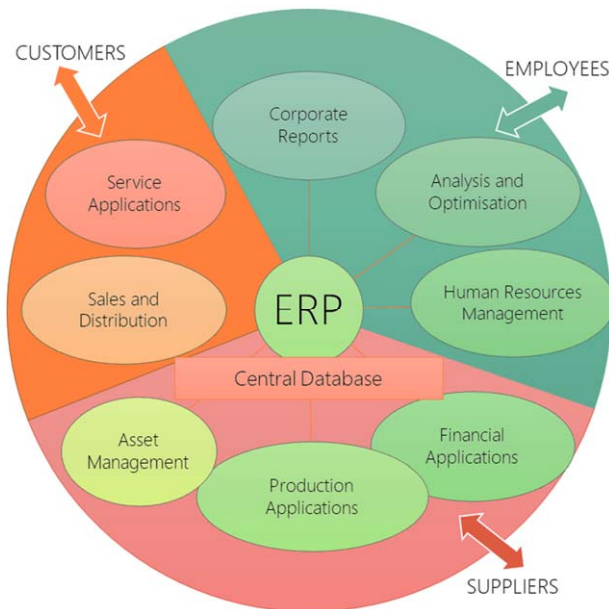 CUSTOMERS
EMPLOYEES
Corporate
Reports
Service
Applications
Analysis and
Optimisation
Sales and
Distribution
ERP
Human Resources
Management
Central Database
Asset
Management
Financial
Applications
Production
Applications
SUPPLIERS